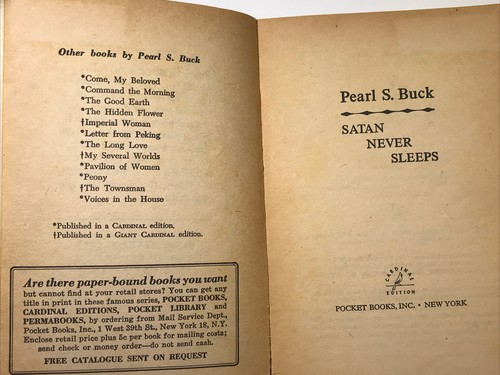 Other books by Pearl S. Buck
*Come, My Beloved
*Command the Morning
*The Good Earth
*The Hidden Flower
†Imperial Woman
*Letter from Peking
*The Long Love
†My Several Worlds
*Pavilion of Women
*Peony
†The Townsman
*Voices in the House
*Published in a CARDINAL edition.
†Published in a GIANT CARDINAL edition.
Are there paper-bound books you want
but cannot find at your retail stores? You can get any
title in print in these famous series, POCKET BOOKS,
CARDINAL EDITIONS, POCKET LIBRARY and
PERMABOOKS, by ordering from Mail Service Dept.,
Pocket Books, Inc., 1 West 39th St., New York 18, N.Y.
Enclose retail price plus 5c per book for mailing costs;
send check or money order—do not send cash.
FREE CATALOGUE SENT ON REQUEST
Pearl S. Buck
SATAN
NEVER
SLEEPS
CARDINAL
EDITION
POCKET BOOKS, INC. • NEW YORK